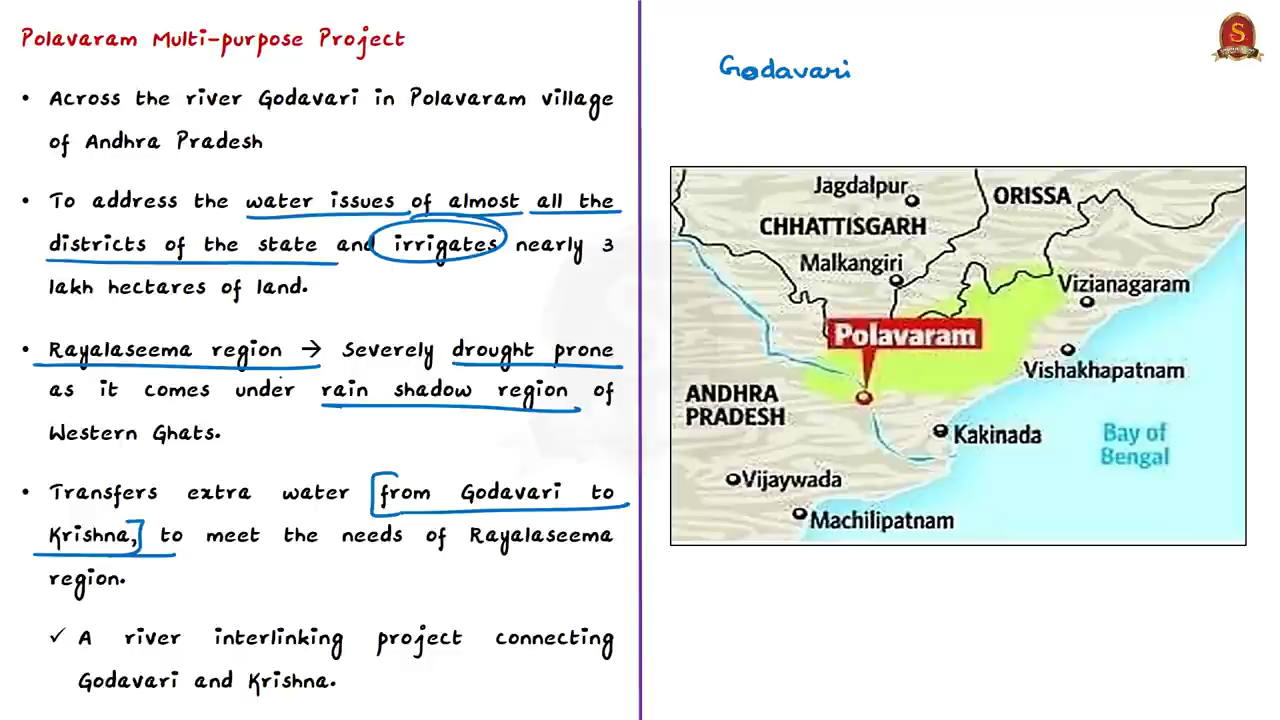 Polavaram Multi-purpose Project
• Across the river Godavari in Polavaram village
of Andhra Pradesh
• To address the water issues of almost all the
districts of the state and irrigates nearly 3
lakh hectares of land.
• Rayalaseema region → Severely drought prone
as it comes under rain shadow region of
Western Ghats.
• Transfers extra water from Godavari to
Krishna, to meet the needs of Rayalaseema
region.
✓ A river interlinking project connecting
Godavari and Krishna.
Godavari
S
Jagdalpur
ORISSA
CHHATTISGARH
Malkangiri
Vizianagaram
Polavaram
Vishakhapatnam
ANDHRA
PRADESH
Kakinada
Bay of
Bengal
Vijaywada
Machilipatnam